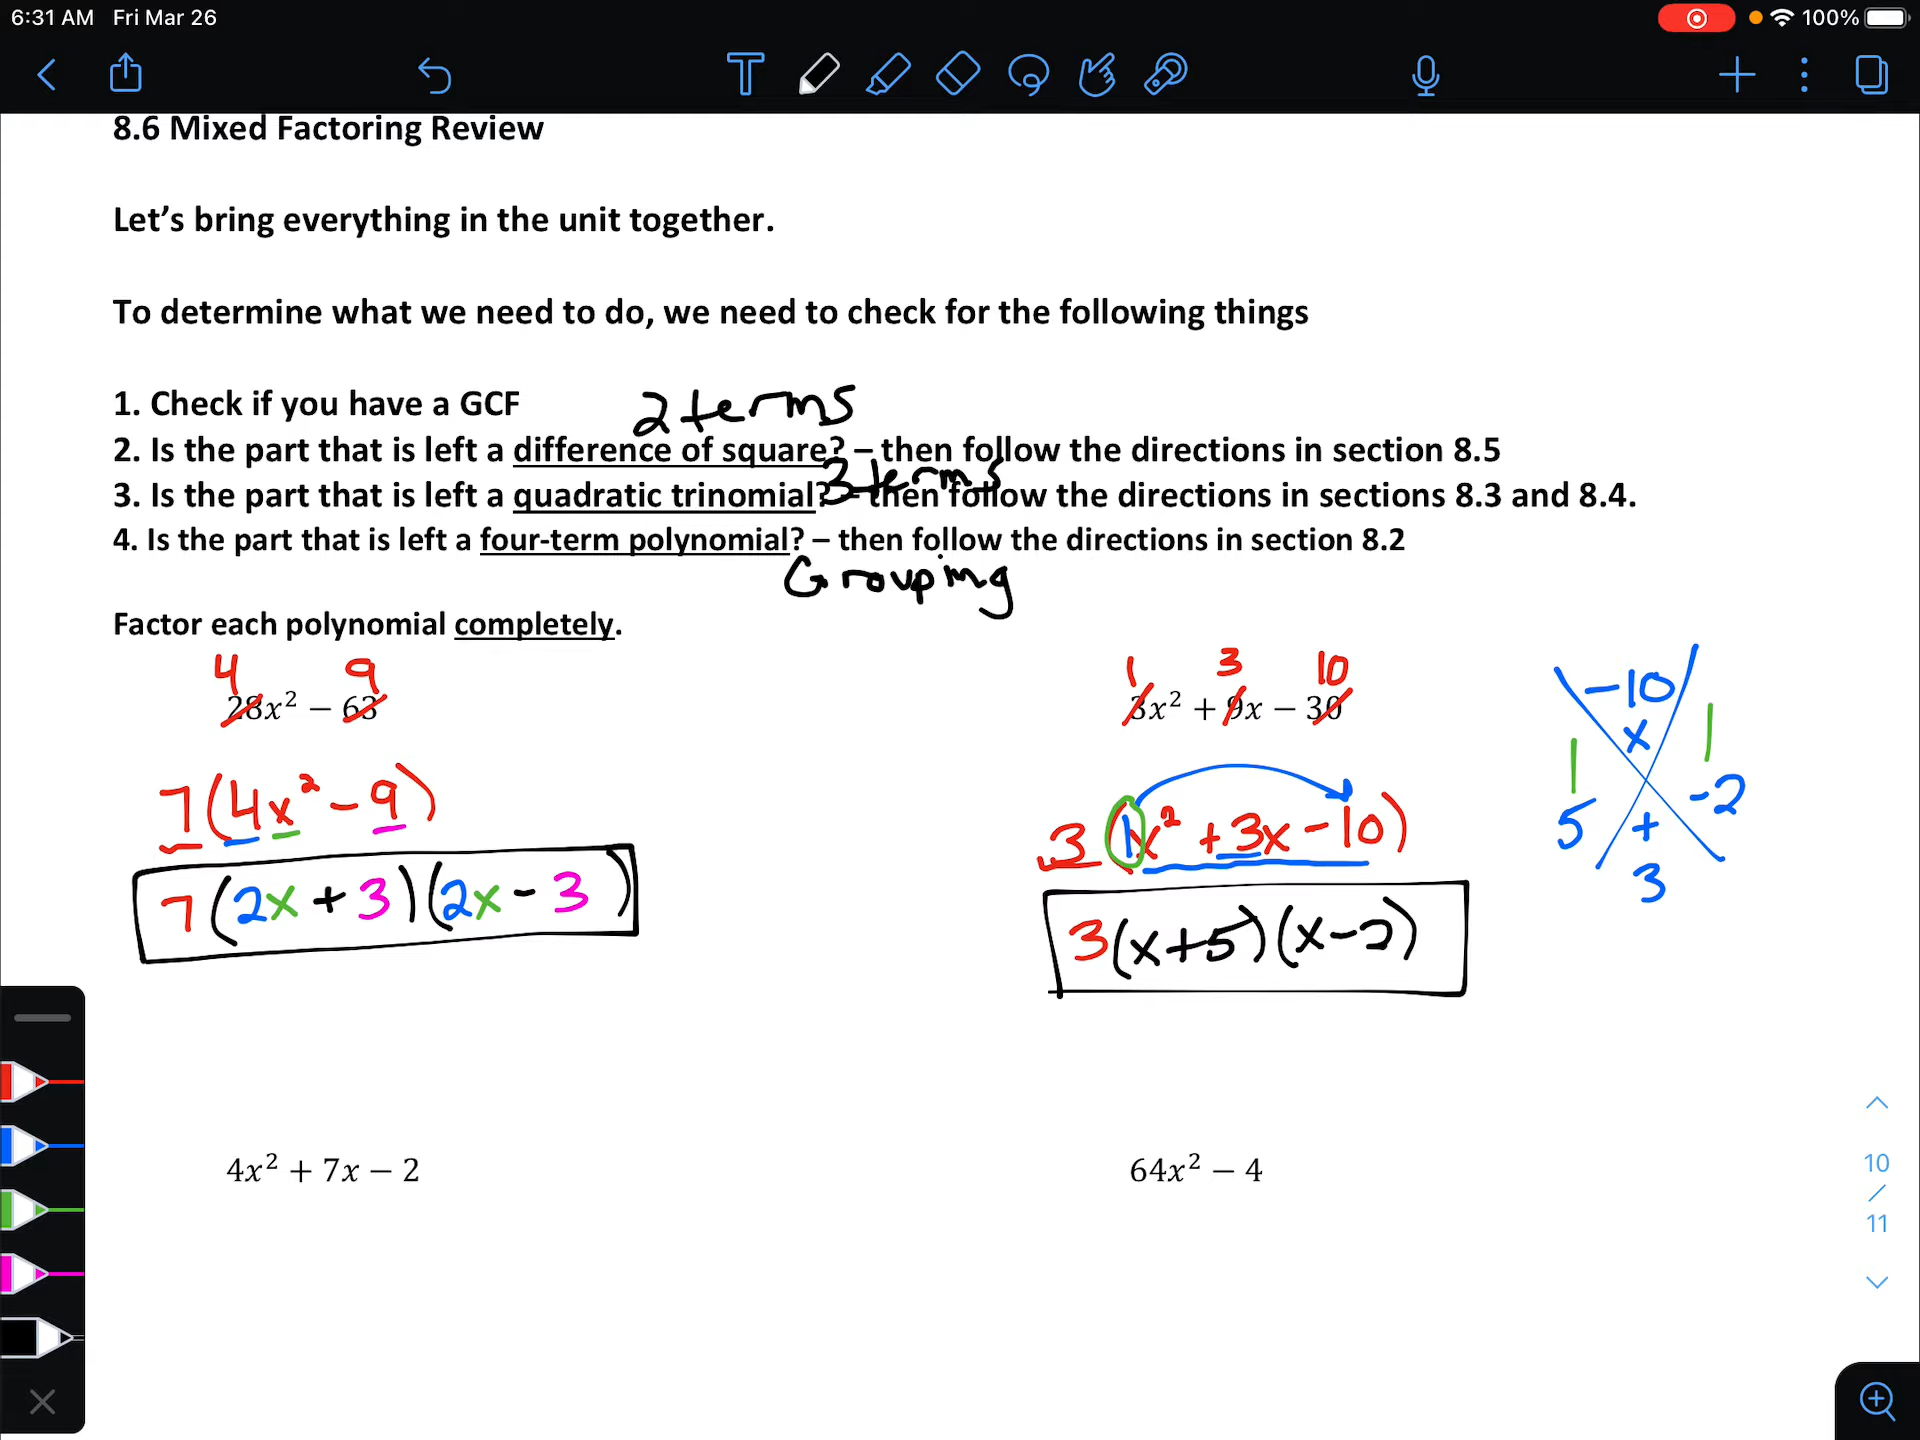 6:31 AM Fri Mar 26
100%
8.6 Mixed Factoring Review
Let's bring everything in the unit together.
To determine what we need to do, we need to check for the following things
1. Check if you have a GCF
2 terms
2. Is the part that is left a difference of square? – then follow the directions in section 8.5
3 terms
3. Is the part that is left a quadratic trinomial? – then follow the directions in sections 8.3 and 8.4.
4. Is the part that is left a four-term polynomial? – then follow the directions in section 8.2
Grouping
Factor each polynomial completely.
4 9
28x² − 63
7(4x² − 9)
7(2x + 3)(2x − 3)
1 3 10
3x² + 9x − 30
3(1x² + 3x − 10)
3(x+5)(x−2)
−10
x
1 1
5 + −2
3
4x² + 7x − 2
64x² − 4
10
/
11